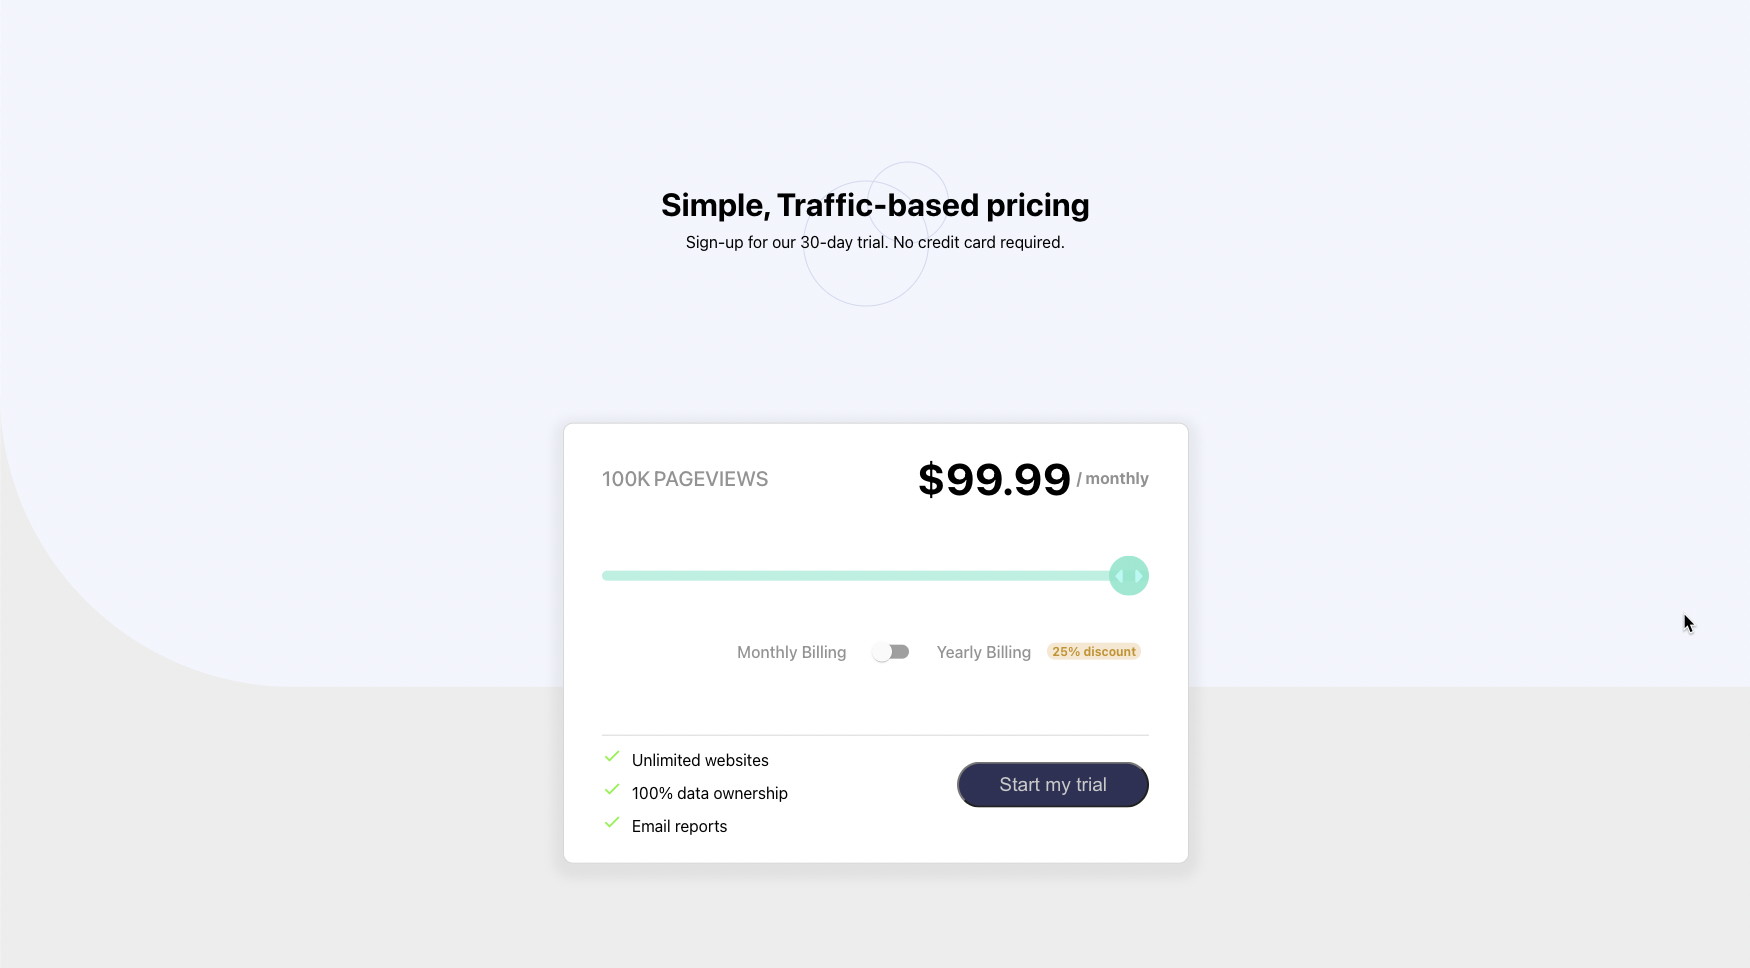 Simple, Traffic-based pricing
Sign-up for our 30-day trial. No credit card required.
100K PAGEVIEWS
$99.99 / monthly
Monthly Billing
Yearly Billing
25% discount
Unlimited websites
100% data ownership
Email reports
Start my trial